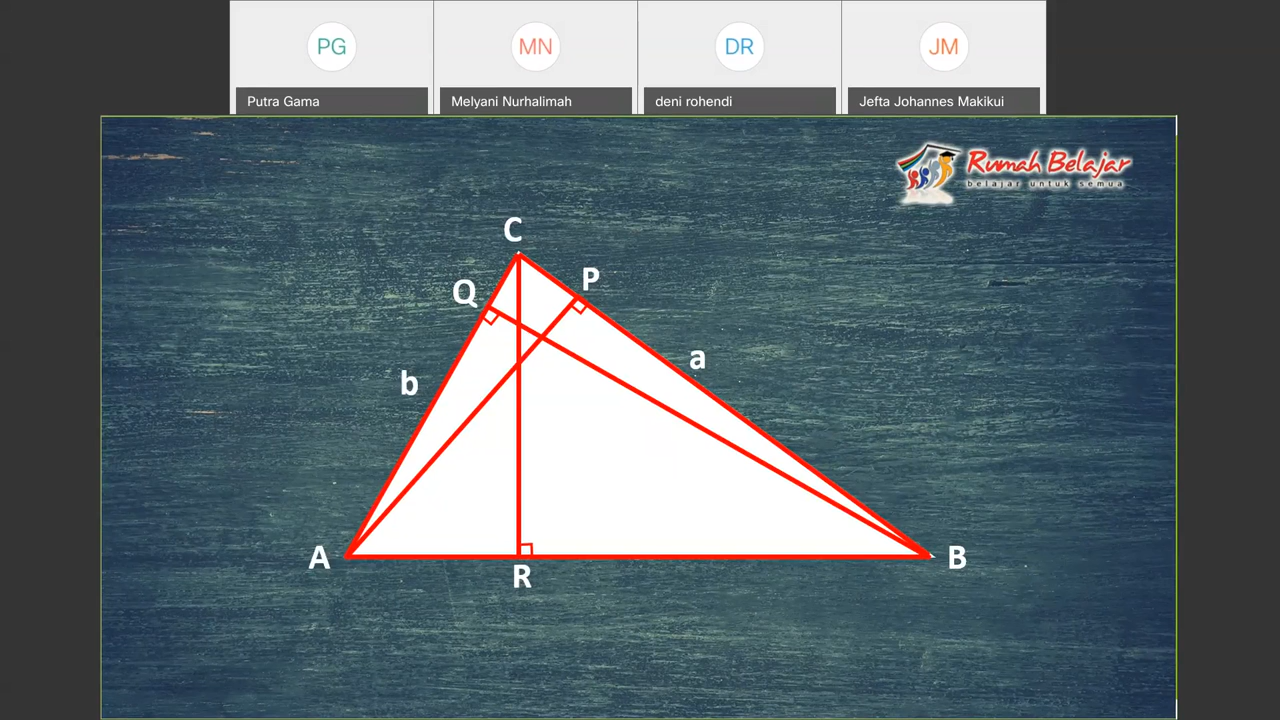 PG
MN
DR
JM
Putra Gama
Melyani Nurhalimah
deni rohendi
Jefta Johannes Makikui
Rumah Belajar
belajar untuk semua
C
P
Q
a
b
A
B
R